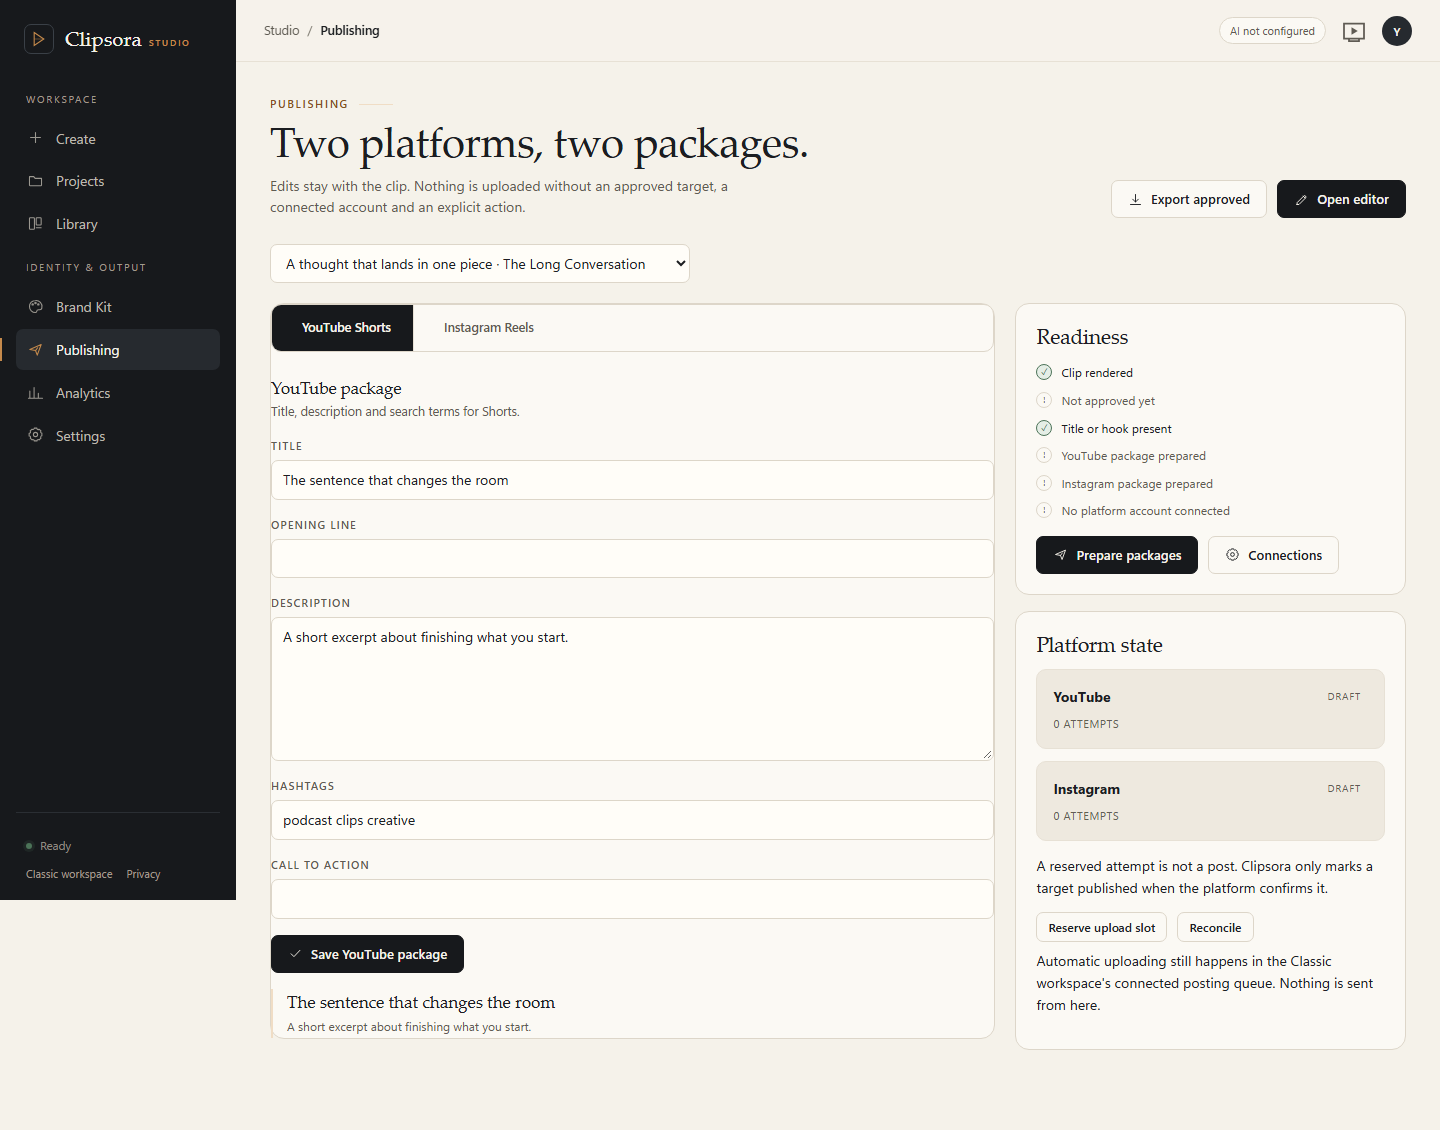 Clipsora STUDIO
WORKSPACE
Create
Projects
Library
IDENTITY & OUTPUT
Brand Kit
Publishing
Analytics
Settings
Ready
Classic workspace Privacy
Studio / Publishing
AI not configured
Y
PUBLISHING
Two platforms, two packages.
Edits stay with the clip. Nothing is uploaded without an approved target, a
connected account and an explicit action.
Export approved
Open editor
A thought that lands in one piece · The Long Conversation
YouTube Shorts
Instagram Reels
YouTube package
Title, description and search terms for Shorts.
TITLE
The sentence that changes the room
OPENING LINE
DESCRIPTION
A short excerpt about finishing what you start.
HASHTAGS
podcast clips creative
CALL TO ACTION
Save YouTube package
The sentence that changes the room
A short excerpt about finishing what you start.
Readiness
Clip rendered
Not approved yet
Title or hook present
YouTube package prepared
Instagram package prepared
No platform account connected
Prepare packages
Connections
Platform state
YouTube DRAFT
0 ATTEMPTS
Instagram DRAFT
0 ATTEMPTS
A reserved attempt is not a post. Clipsora only marks a
target published when the platform confirms it.
Reserve upload slot
Reconcile
Automatic uploading still happens in the Classic
workspace's connected posting queue. Nothing is sent
from here.